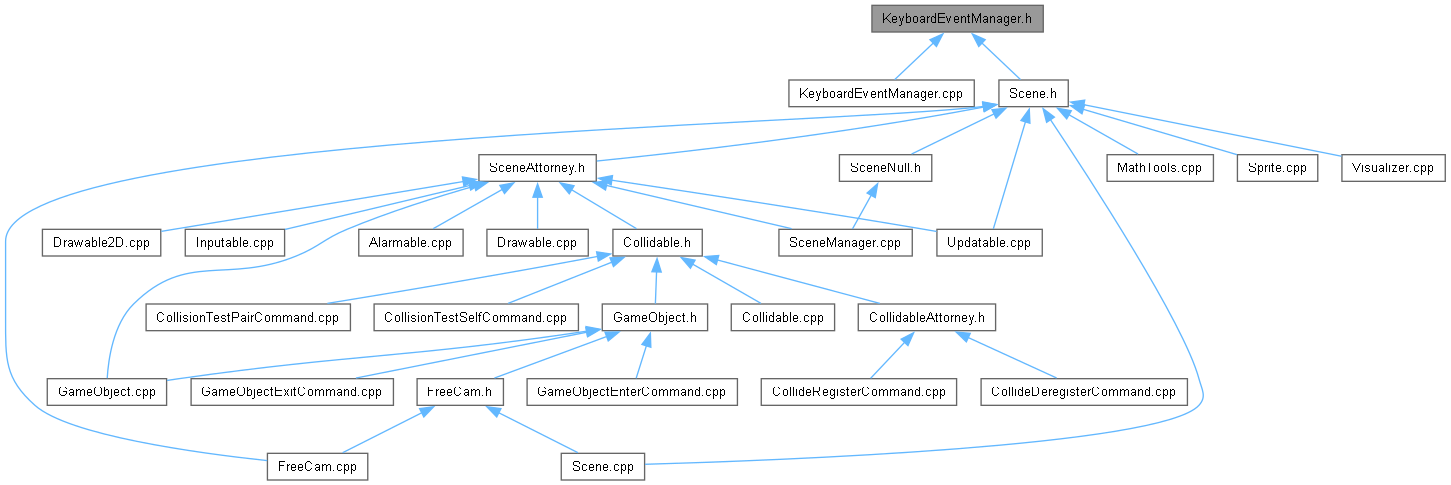 KeyboardEventManager.h
KeyboardEventManager.cpp
Scene.h
SceneAttorney.h
SceneNull.h
MathTools.cpp
Sprite.cpp
Visualizer.cpp
Drawable2D.cpp
Inputable.cpp
Alarmable.cpp
Drawable.cpp
Collidable.h
SceneManager.cpp
Updatable.cpp
CollisionTestPairCommand.cpp
CollisionTestSelfCommand.cpp
GameObject.h
Collidable.cpp
CollidableAttorney.h
GameObject.cpp
GameObjectExitCommand.cpp
FreeCam.h
GameObjectEnterCommand.cpp
CollideRegisterCommand.cpp
CollideDeregisterCommand.cpp
FreeCam.cpp
Scene.cpp